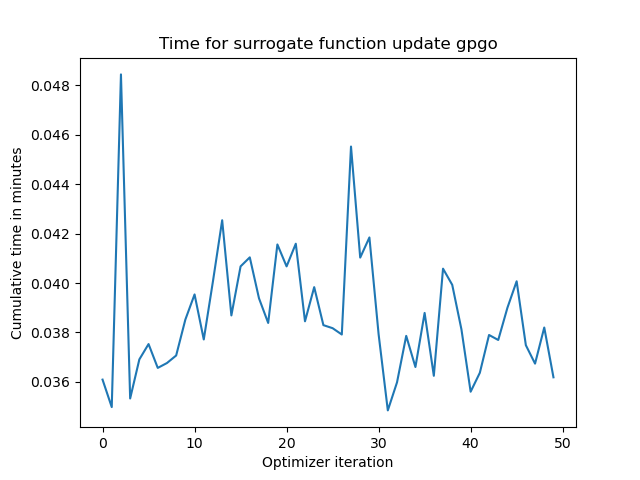 Time for surrogate function update gpgo
Cumulative time in minutes
0.048
0.046
0.044
0.042
0.040
0.038
0.036
0 10 20 30 40 50
Optimizer iteration